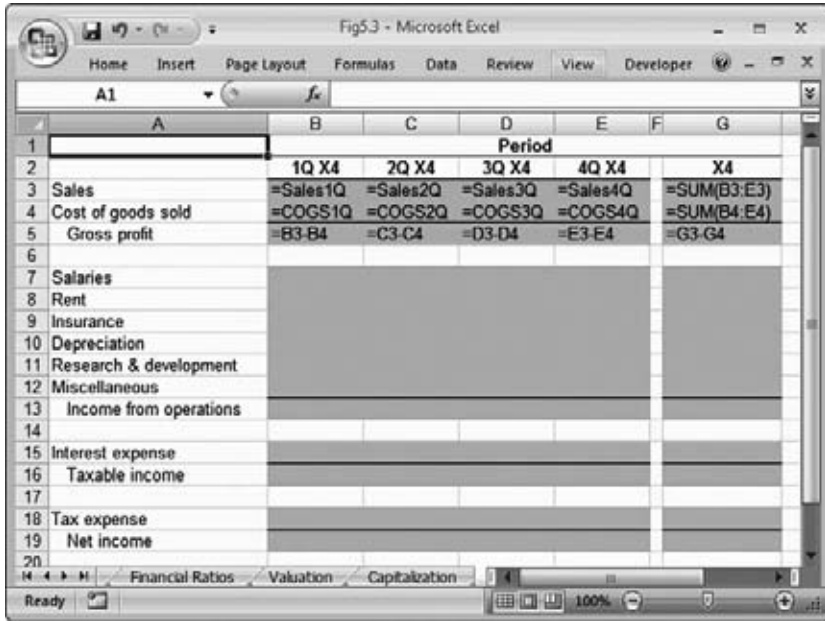 Fig5.3 - Microsoft Excel
Home Insert Page Layout Formulas Data Review View Developer
A1 fx
A B C D E F G
1 Period
2 1Q X4 2Q X4 3Q X4 4Q X4 X4
3 Sales =Sales1Q =Sales2Q =Sales3Q =Sales4Q =SUM(B3:E3)
4 Cost of goods sold =COGS1Q =COGS2Q =COGS3Q =COGS4Q =SUM(B4:E4)
5 Gross profit =B3-B4 =C3-C4 =D3-D4 =E3-E4 =G3-G4
6
7 Salaries
8 Rent
9 Insurance
10 Depreciation
11 Research & development
12 Miscellaneous
13 Income from operations
14
15 Interest expense
16 Taxable income
17
18 Tax expense
19 Net income
20
Financial Ratios Valuation Capitalization
Ready 100%